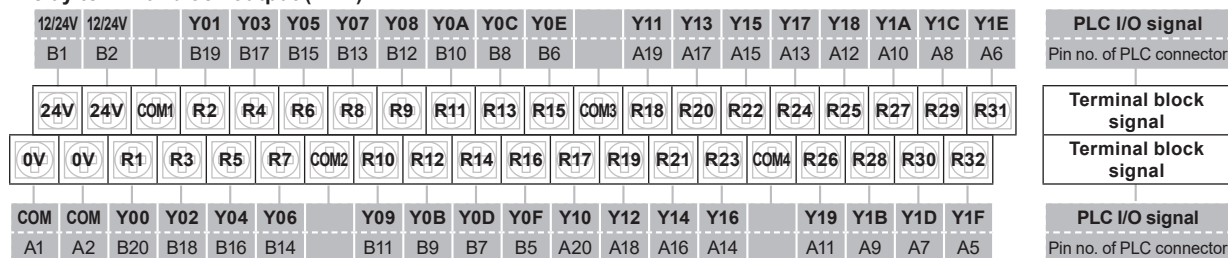 12/24V 12/24V Y01 Y03 Y05 Y07 Y08 Y0A Y0C Y0E Y11 Y13 Y15 Y17 Y18 Y1A Y1C Y1E PLC I/O signal
B1 B2 B19 B17 B15 B13 B12 B10 B8 B6 A19 A17 A15 A13 A12 A10 A8 A6 Pin no. of PLC connector
24V 24V COM1 R2 R4 R6 R8 R9 R11 R13 R15 COM3 R18 R20 R22 R24 R25 R27 R29 R31 Terminal block signal
0V 0V R1 R3 R5 R7 COM2 R10 R12 R14 R16 R17 R19 R21 R23 COM4 R26 R28 R30 R32 Terminal block signal
COM COM Y00 Y02 Y04 Y06 Y09 Y0B Y0D Y0F Y10 Y12 Y14 Y16 Y19 Y1B Y1D Y1F PLC I/O signal
A1 A2 B20 B18 B16 B14 B11 B9 B7 B5 A20 A18 A16 A14 A11 A9 A7 A5 Pin no. of PLC connector